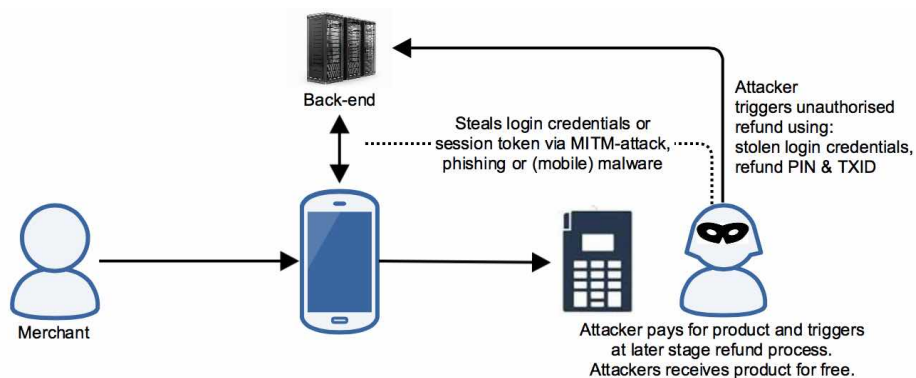 Back-end
Attacker
triggers unauthorised
refund using:
stolen login credentials,
refund PIN & TXID
Steals login credentials or
session token via MITM-attack,
phishing or (mobile) malware
Merchant
Attacker pays for product and triggers
at later stage refund process.
Attackers receives product for free.